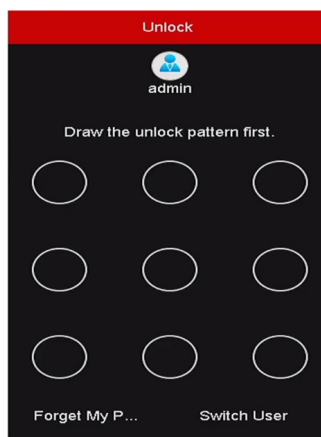 Unlock
admin
Draw the unlock pattern first.
Forget My P... Switch User